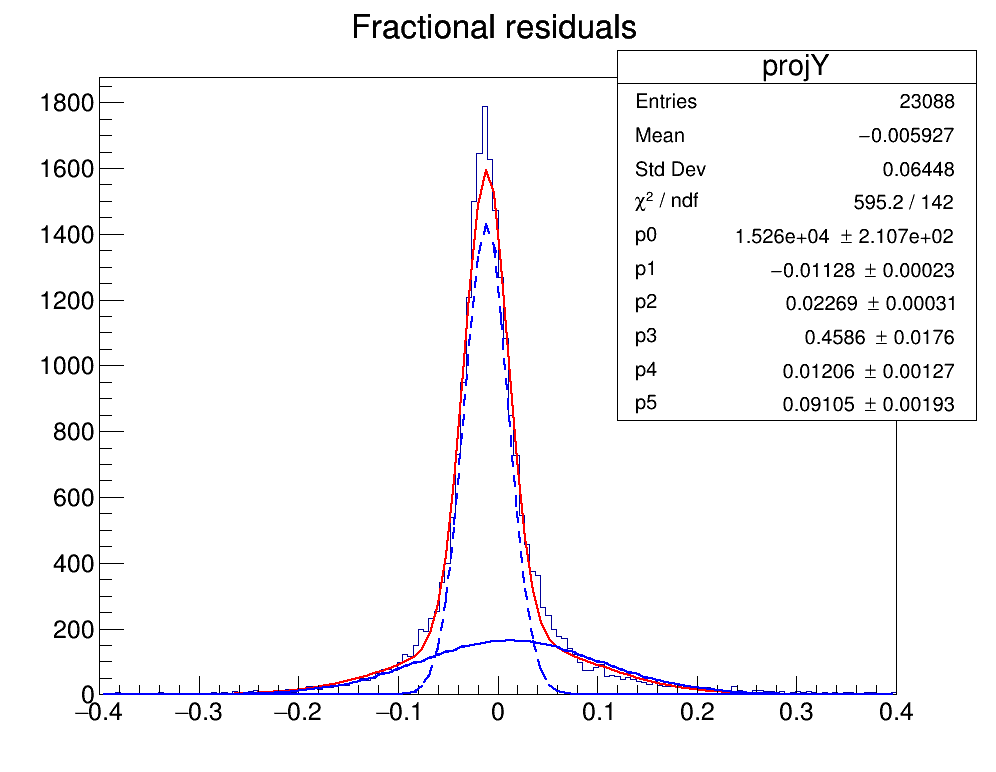 Fractional residuals
projY
Entries 23088
Mean −0.005927
Std Dev 0.06448
χ² / ndf 595.2 / 142
p0 1.526e+04 ± 2.107e+02
p1 −0.01128 ± 0.00023
p2 0.02269 ± 0.00031
p3 0.4586 ± 0.0176
p4 0.01206 ± 0.00127
p5 0.09105 ± 0.00193
1800
1600
1400
1200
1000
800
600
400
200
0
−0.4 −0.3 −0.2 −0.1 0 0.1 0.2 0.3 0.4